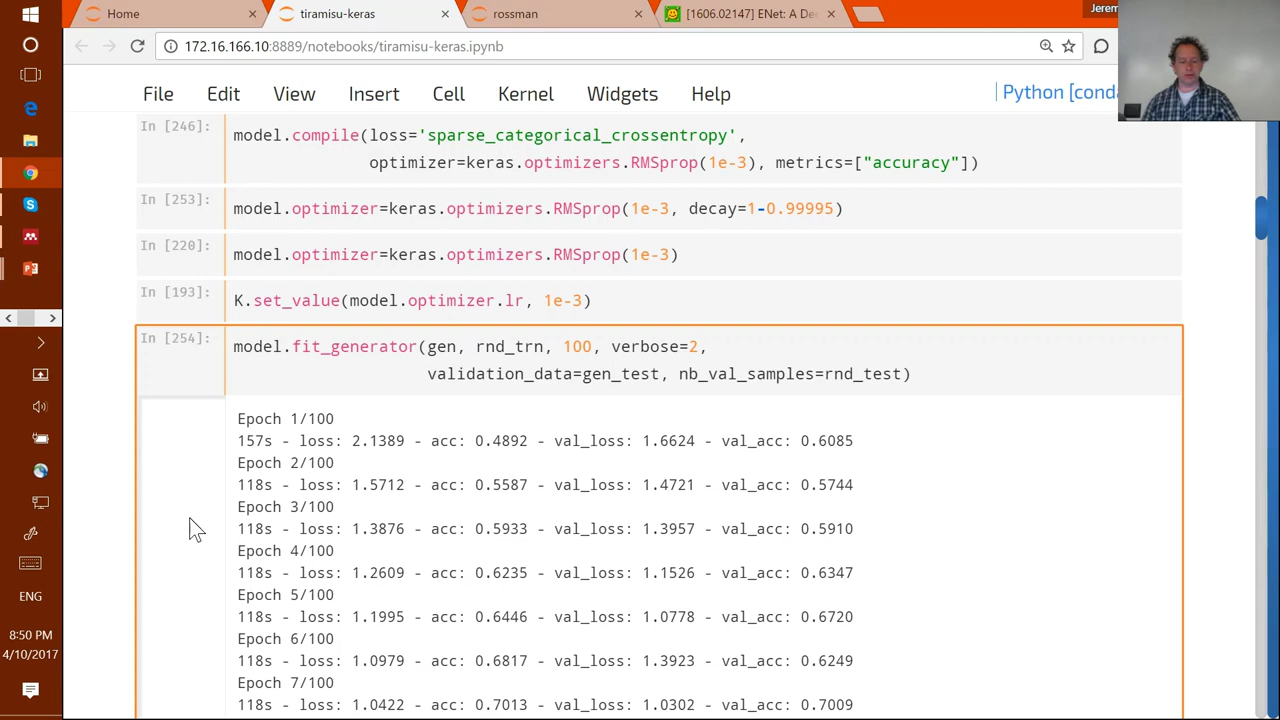 Home
tiramisu-keras
rossman
[1606.02147] ENet: A De
Jerem
172.16.166.10:8889/notebooks/tiramisu-keras.ipynb
File Edit View Insert Cell Kernel Widgets Help
Python [conda
In [246]:
model.compile(loss='sparse_categorical_crossentropy',
optimizer=keras.optimizers.RMSprop(1e-3), metrics=["accuracy"])
In [253]:
model.optimizer=keras.optimizers.RMSprop(1e-3, decay=1-0.99995)
In [220]:
model.optimizer=keras.optimizers.RMSprop(1e-3)
In [193]:
K.set_value(model.optimizer.lr, 1e-3)
In [254]:
model.fit_generator(gen, rnd_trn, 100, verbose=2,
validation_data=gen_test, nb_val_samples=rnd_test)
Epoch 1/100
157s - loss: 2.1389 - acc: 0.4892 - val_loss: 1.6624 - val_acc: 0.6085
Epoch 2/100
118s - loss: 1.5712 - acc: 0.5587 - val_loss: 1.4721 - val_acc: 0.5744
Epoch 3/100
118s - loss: 1.3876 - acc: 0.5933 - val_loss: 1.3957 - val_acc: 0.5910
Epoch 4/100
118s - loss: 1.2609 - acc: 0.6235 - val_loss: 1.1526 - val_acc: 0.6347
Epoch 5/100
118s - loss: 1.1995 - acc: 0.6446 - val_loss: 1.0778 - val_acc: 0.6720
Epoch 6/100
118s - loss: 1.0979 - acc: 0.6817 - val_loss: 1.3923 - val_acc: 0.6249
Epoch 7/100
118s - loss: 1.0422 - acc: 0.7013 - val_loss: 1.0302 - val_acc: 0.7009
ENG
8:50 PM
4/10/2017